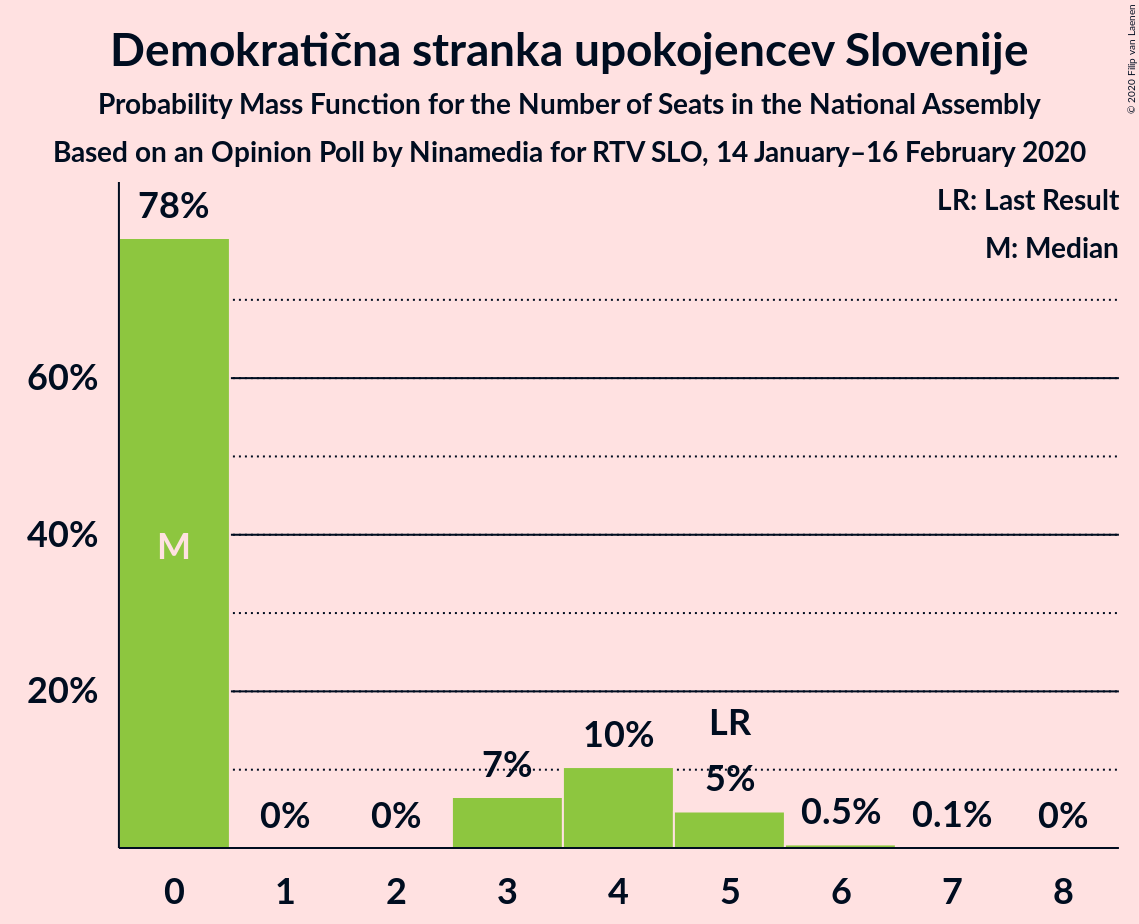 Demokratična stranka upokojencev Slovenije
Probability Mass Function for the Number of Seats in the National Assembly
Based on an Opinion Poll by Ninamedia for RTV SLO, 14 January–16 February 2020
© 2020 Filip van Laenen
LR: Last Result
M: Median
78%
60%
40%
20%
M
0%
0%
7%
10%
LR
5%
0.5%
0.1%
0%
0 1 2 3 4 5 6 7 8